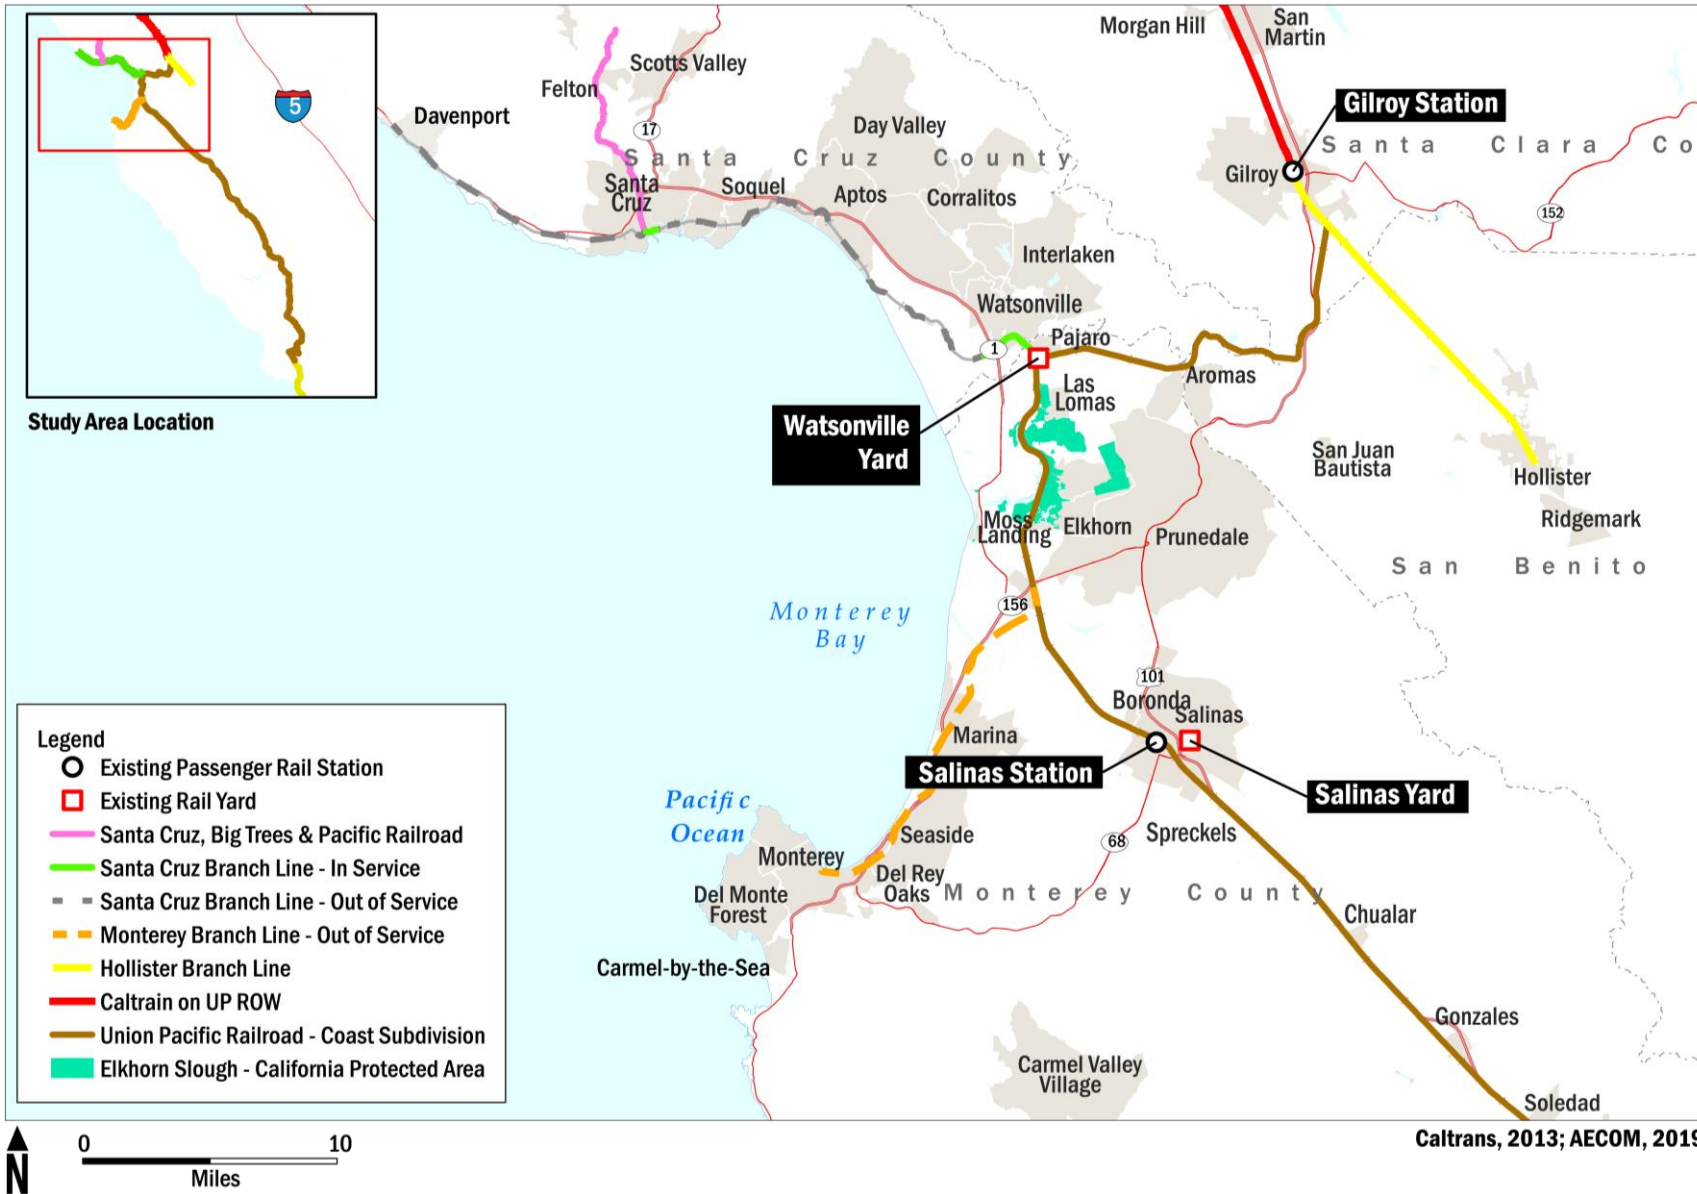 5
Study Area Location
Morgan Hill
San
Martin
Scotts Valley
Felton
Davenport
17
Day Valley
Gilroy Station
Santa Cruz County
Santa Clara Co
Santa
Cruz
Soquel
Aptos
Corralitos
Gilroy
152
Interlaken
Watsonville
1
Pajaro
Aromas
Las
Lomas
Watsonville
Yard
San Juan
Bautista
Hollister
Ridgemark
Moss
Landing
Elkhorn
Prunedale
San Benito
156
Monterey
Bay
101
Boronda
Salinas
Marina
Salinas Station
Salinas Yard
Pacific
Ocean
Seaside
Spreckels
68
Monterey
Del Rey
Oaks
Del Monte
Forest
Monterey County
Chualar
Carmel-by-the-Sea
Gonzales
Carmel Valley
Village
Soledad
Legend
Existing Passenger Rail Station
Existing Rail Yard
Santa Cruz, Big Trees & Pacific Railroad
Santa Cruz Branch Line - In Service
Santa Cruz Branch Line - Out of Service
Monterey Branch Line - Out of Service
Hollister Branch Line
Caltrain on UP ROW
Union Pacific Railroad - Coast Subdivision
Elkhorn Slough - California Protected Area
N
0 10
Miles
Caltrans, 2013; AECOM, 2019